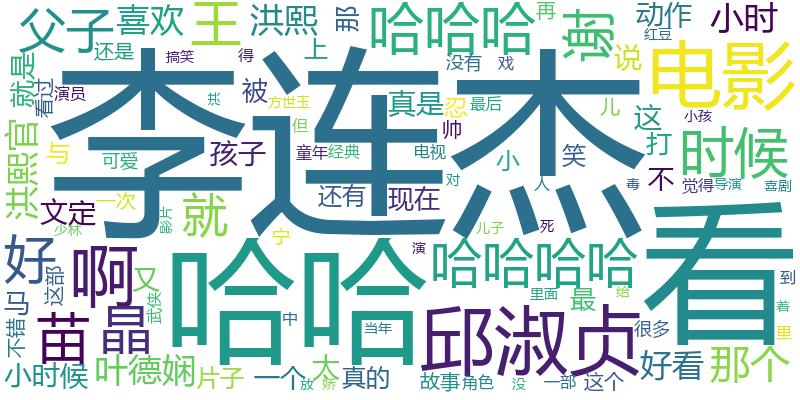 父子
喜欢
王
洪熙
那
哈哈哈
谢
再
动作
红豆
小时
还是
搞笑
得
上
没有
戏
说
电影
就是
看过
演员
李连杰
被
共
方世玉
但
真是
忍
最后
儿
这
小孩
洪熙官
与
可爱
孩子
童年
经典
帅
电视
小
笑
打
时候
文定
一次
影片
就
还有
现在
对
人
毒
不
觉得
导演
喜剧
少林
宁
演
儿子
死
看
好
这部
啊
又
武侠
哈哈
哈哈哈哈
里面
最
给
到
马
不错
苗
晶
中
当年
邱淑贞
很多
着
里
小时候
叶德娴
片子
一个
放
娇
大
真的
故事
角色
没
一部
这个
好看
那个